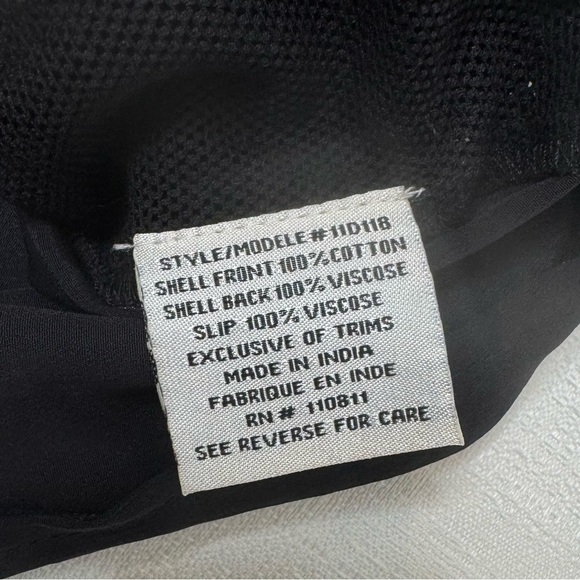 STYLE/MODELE#11D118
SHELL FRONT 100% COTTON
SHELL BACK 100% VISCOSE
SLIP 100% VISCOSE
EXCLUSIVE OF TRIMS
MADE IN INDIA
FABRIQUE EN INDE
RN# 110811
SEE REVERSE FOR CARE